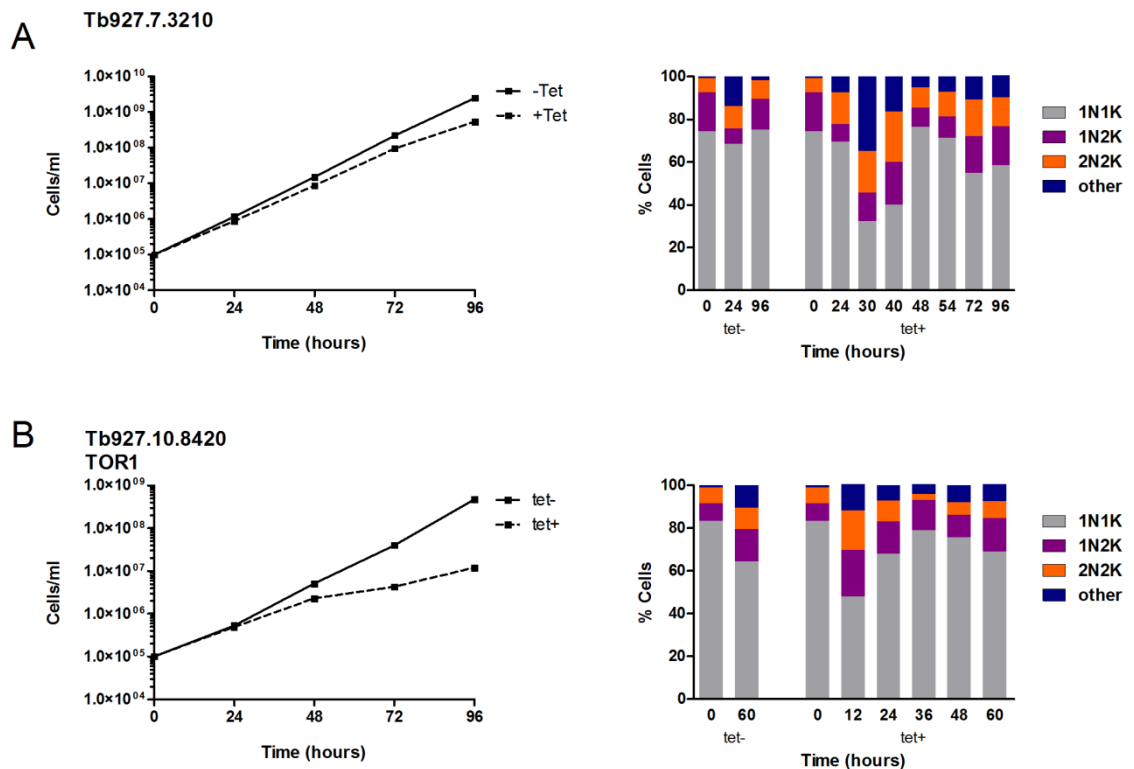 A
Tb927.7.3210
1.0×10 10
1.0×10 09
1.0×10 08
1.0×10 07
1.0×10 06
1.0×10 05
1.0×10 04
Cells/ml
0 24 48 72 96
Time (hours)
-Tet
+Tet
100
80
60
40
20
0
% Cells
0 24 96 0 24 30 40 48 54 72 96
tet- tet+
Time (hours)
1N1K
1N2K
2N2K
other
B
Tb927.10.8420
TOR1
1.0×10 09
1.0×10 08
1.0×10 07
1.0×10 06
1.0×10 05
1.0×10 04
Cells/ml
0 24 48 72 96
Time (hours)
tet-
tet+
100
80
60
40
20
0
% Cells
0 60 0 12 24 36 48 60
tet- tet+
Time (hours)
1N1K
1N2K
2N2K
other